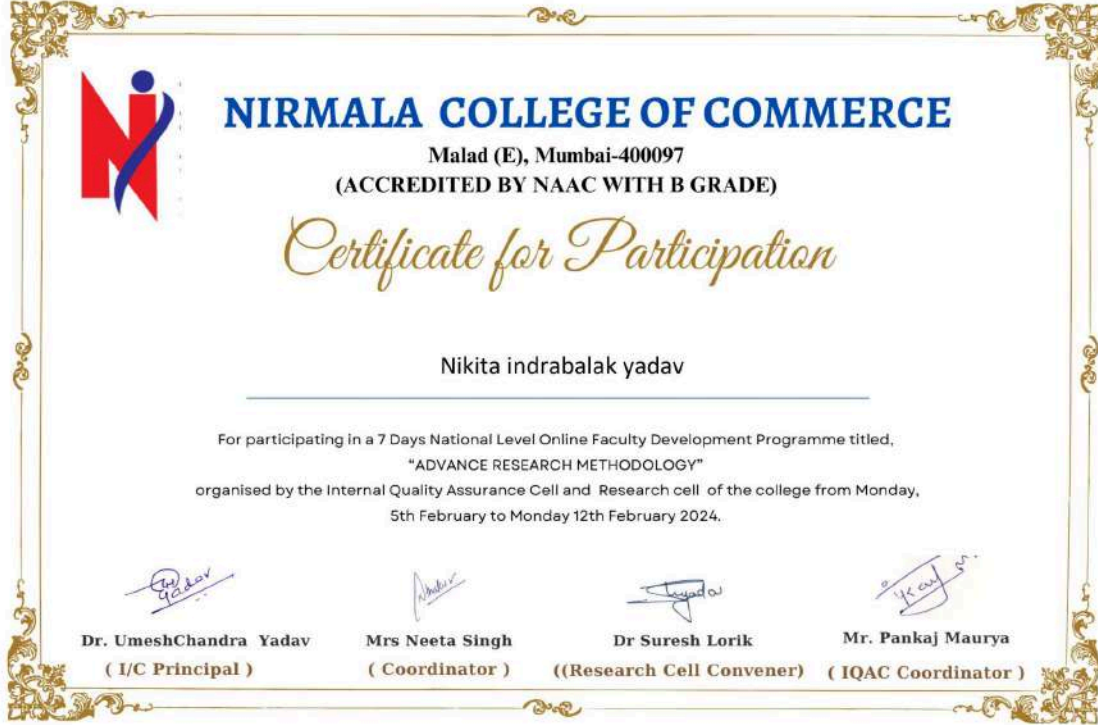 NIRMALA COLLEGE OF COMMERCE
Malad (E), Mumbai-400097
(ACCREDITED BY NAAC WITH B GRADE)
Certificate for Participation
Nikita indrabalak yadav
For participating in a 7 Days National Level Online Faculty Development Programme titled,
“ADVANCE RESEARCH METHODOLOGY”
organised by the Internal Quality Assurance Cell and Research cell of the college from Monday,
5th February to Monday 12th February 2024.
Dr. UmeshChandra Yadav
( I/C Principal )
Mrs Neeta Singh
( Coordinator )
Dr Suresh Lorik
((Research Cell Convener)
Mr. Pankaj Maurya
( IQAC Coordinator )